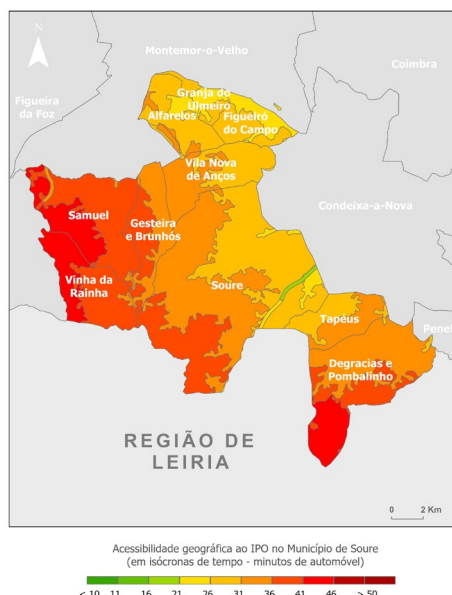 N
Montemor-o-Velho
Coimbra
Figueira
da Foz
Granja do
Ulmeiro
Alfarelos
Figueiró
do Campo
Vila Nova
de Anços
Condeixa-a-Nova
Samuel
Gesteira
e Brunhós
Vinha da
Rainha
Soure
Tapéus
Penel
Degracias e
Pombalinho
REGIÃO DE
LEIRIA
0 2 Km
Acessibilidade geográfica ao IPO no Município de Soure
(em isócronas de tempo - minutos de automóvel)
< 10 11 16 21 26 31 36 41 46 > 50